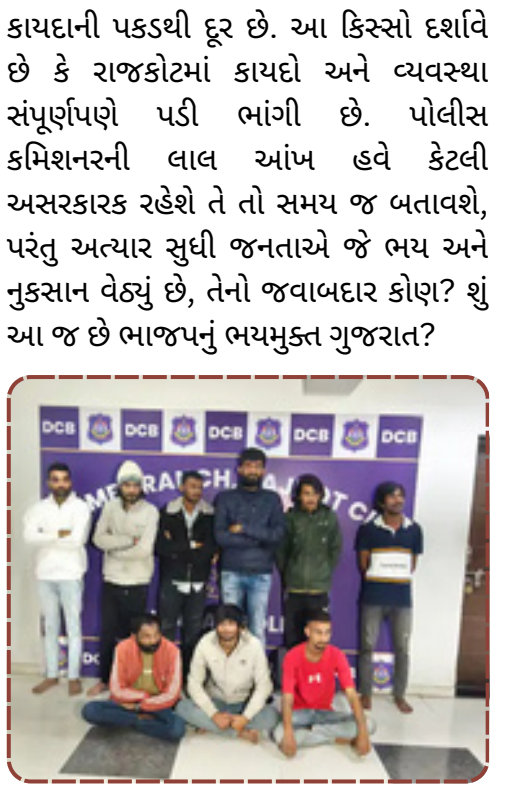 કાયદાની પકડથી દૂર છે. આ કિસ્સો દર્શાવે
છે કે રાજકોટમાં કાયદો અને વ્યવસ્થા
સંપૂર્ણપણે પડી ભાંગી છે. પોલીસ
કમિશનરની લાલ આંખ હવે કેટલી
અસરકારક રહેશે તે તો સમય જ બતાવશે,
પરંતુ અત્યાર સુધી જનતાએ જે ભય અને
નુકસાન વેઠ્યું છે, તેનો જવાબદાર કોણ? શું
આ જ છે ભાજપનું ભયમુક્ત ગુજરાત?
DCB DCB DCB DCB DCB